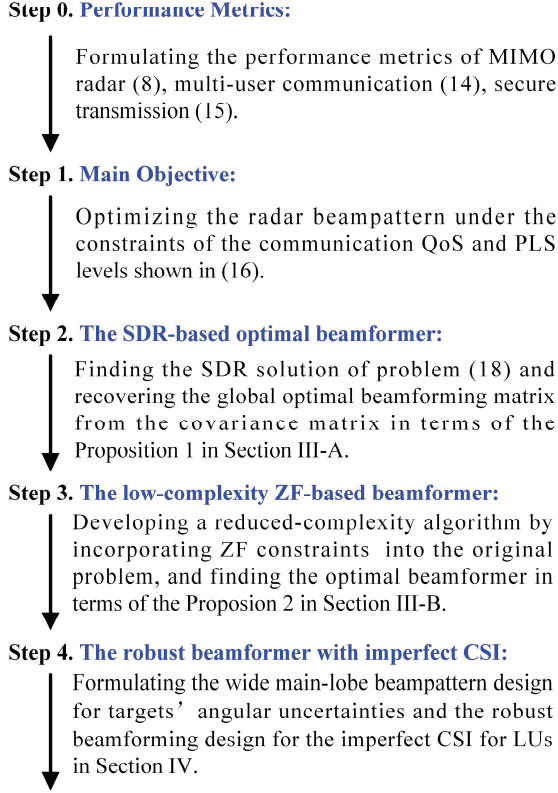 Step 0. Performance Metrics:
Formulating the performance metrics of MIMO
radar (8), multi-user communication (14), secure
transmission (15).
Step 1. Main Objective:
Optimizing the radar beampattern under the
constraints of the communication QoS and PLS
levels shown in (16).
Step 2. The SDR-based optimal beamformer:
Finding the SDR solution of problem (18) and
recovering the global optimal beamforming matrix
from the covariance matrix in terms of the
Proposition 1 in Section III-A.
Step 3. The low-complexity ZF-based beamformer:
Developing a reduced-complexity algorithm by
incorporating ZF constraints into the original
problem, and finding the optimal beamformer in
terms of the Proposion 2 in Section III-B.
Step 4. The robust beamformer with imperfect CSI:
Formulating the wide main-lobe beampattern design
for targets’ angular uncertainties and the robust
beamforming design for the imperfect CSI for LUs
in Section IV.